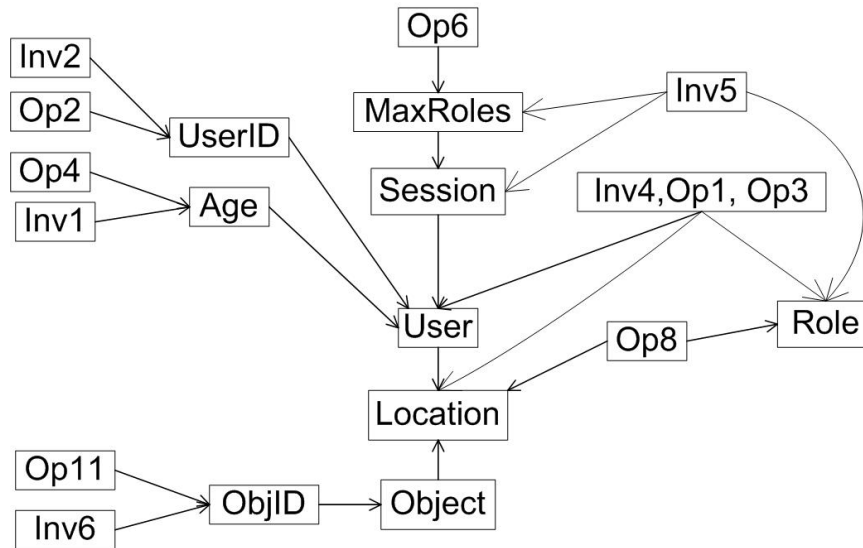 Op6
Inv2
Inv5
Op2
MaxRoles
UserID
Op4
Session
Inv4,Op1, Op3
Age
Inv1
User
Role
Op8
Location
Op11
ObjID
Object
Inv6